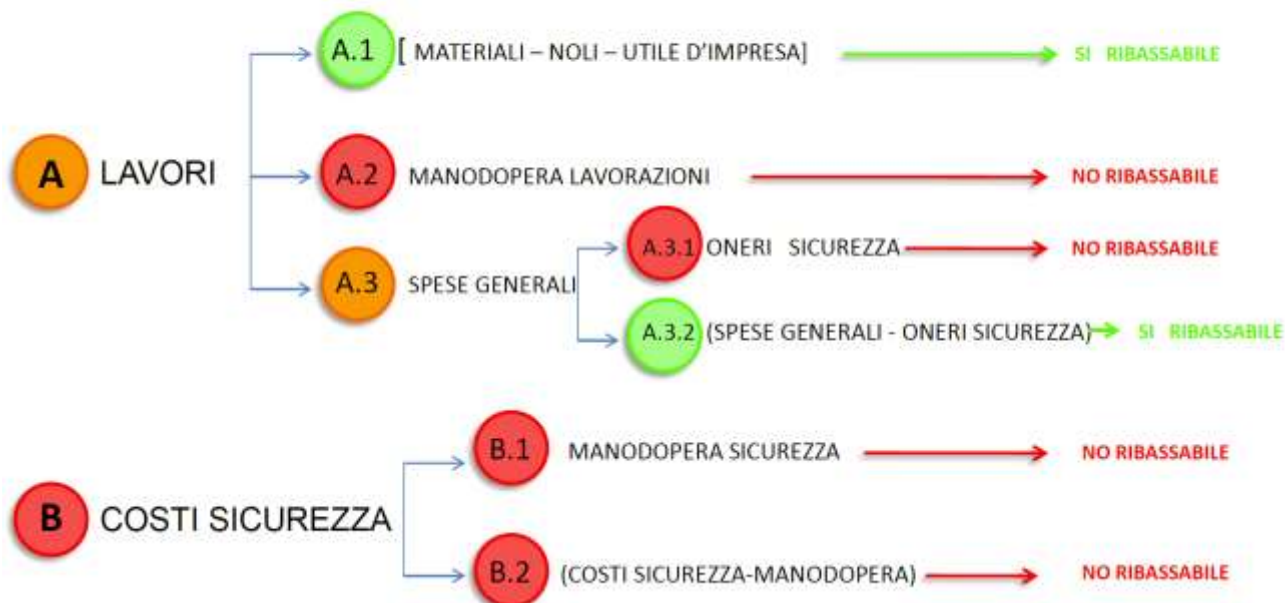 A.1 [ MATERIALI – NOLI – UTILE D'IMPRESA] SI RIBASSABILE
A LAVORI
A.2 MANODOPERA LAVORAZIONI NO RIBASSABILE
A.3 SPESE GENERALI
A.3.1 ONERI SICUREZZA NO RIBASSABILE
A.3.2 (SPESE GENERALI - ONERI SICUREZZA) SI RIBASSABILE
B.1 MANODOPERA SICUREZZA NO RIBASSABILE
B COSTI SICUREZZA
B.2 (COSTI SICUREZZA-MANODOPERA) NO RIBASSABILE